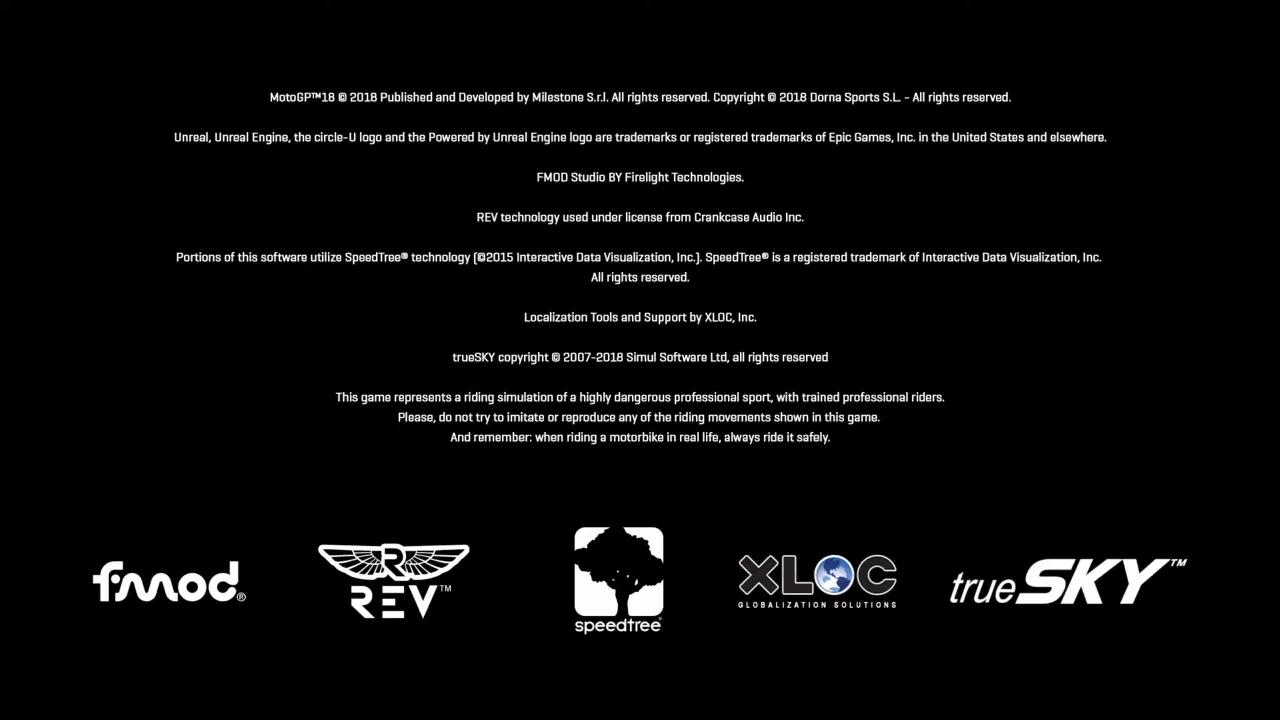 MotoGP™18 © 2018 Published and Developed by Milestone S.r.l. All rights reserved. Copyright © 2018 Dorna Sports S.L. - All rights reserved.
Unreal, Unreal Engine, the circle-U logo and the Powered by Unreal Engine logo are trademarks or registered trademarks of Epic Games, Inc. in the United States and elsewhere.
FMOD Studio BY Firelight Technologies.
REV technology used under license from Crankcase Audio Inc.
Portions of this software utilize SpeedTree® technology (©2015 Interactive Data Visualization, Inc.). SpeedTree® is a registered trademark of Interactive Data Visualization, Inc.
All rights reserved.
Localization Tools and Support by XLOC, Inc.
trueSKY copyright © 2007-2018 Simul Software Ltd, all rights reserved
This game represents a riding simulation of a highly dangerous professional sport, with trained professional riders.
Please, do not try to imitate or reproduce any of the riding movements shown in this game.
And remember: when riding a motorbike in real life, always ride it safely.
fmod®
R
REV™
speedtree®
XLOC
GLOBALIZATION SOLUTIONS
trueSKY™